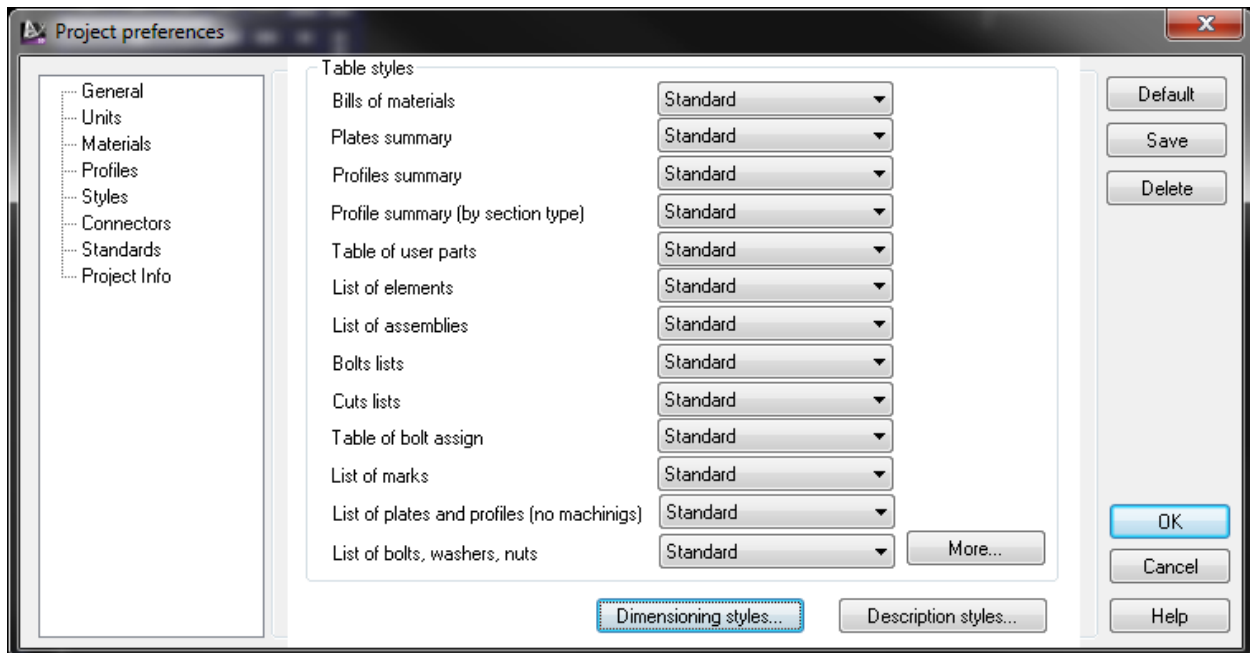 Project preferences
General
Units
Materials
Profiles
Styles
Connectors
Standards
Project Info
Table styles
Bills of materials Standard
Plates summary Standard
Profiles summary Standard
Profile summary (by section type) Standard
Table of user parts Standard
List of elements Standard
List of assemblies Standard
Bolts lists Standard
Cuts lists Standard
Table of bolt assign Standard
List of marks Standard
List of plates and profiles (no machinigs) Standard
List of bolts, washers, nuts Standard More...
Dimensioning styles... Description styles...
Default
Save
Delete
OK
Cancel
Help